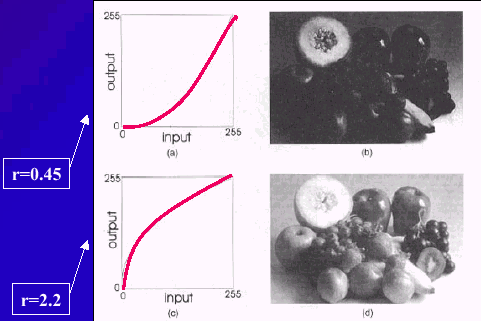 255
output
0
0
input
255
(a)
(b)
r=0.45
255
output
0
0
input
255
(c)
(d)
r=2.2